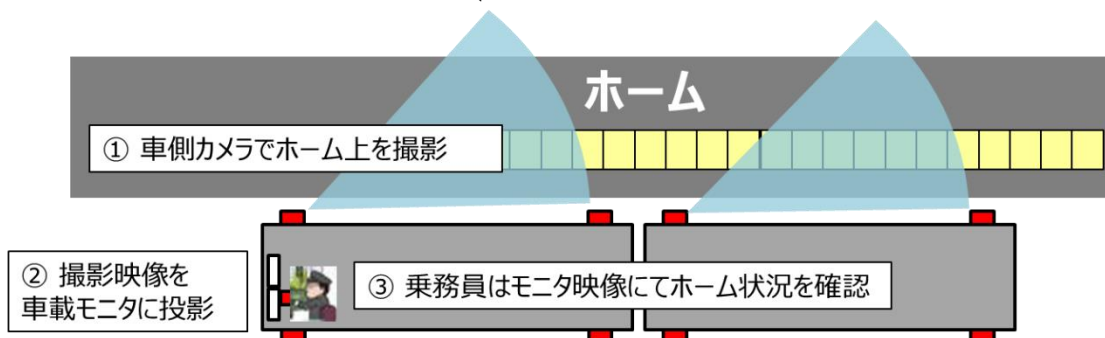 ホーム
① 車側カメラでホーム上を撮影
② 撮影映像を
車載モニタに投影
③ 乗務員はモニタ映像にてホーム状況を確認